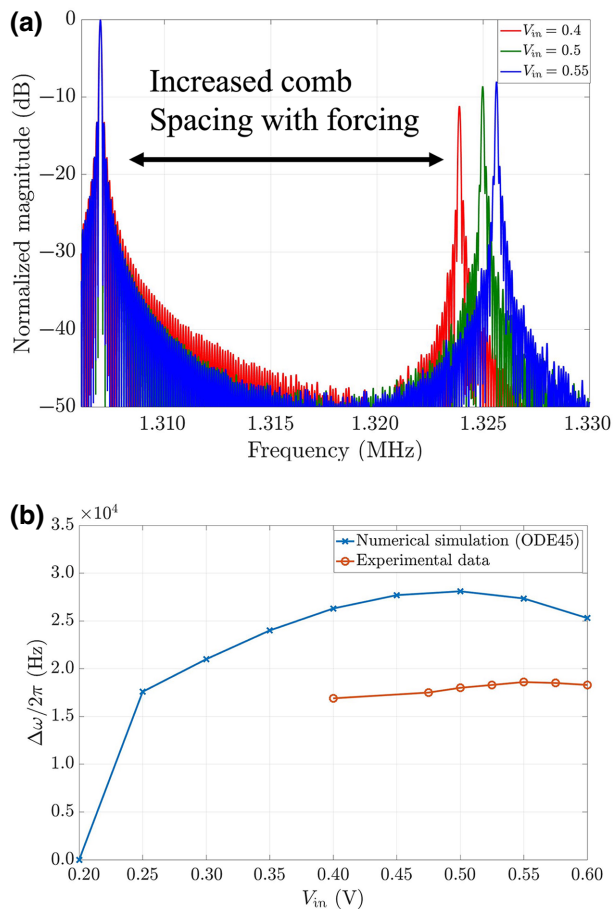 (a)
0
−10
−20
−30
−40
−50
Normalized magnitude (dB)
Increased comb
Spacing with forcing
V_in = 0.4
V_in = 0.5
V_in = 0.55
1.310 1.315 1.320 1.325 1.330
Frequency (MHz)
(b)
×10⁴
3.5
3.0
2.5
2.0
1.5
1.0
0.5
0.0
Δω/2π (Hz)
Numerical simulation (ODE45)
Experimental data
0.20 0.25 0.30 0.35 0.40 0.45 0.50 0.55 0.60
V_in (V)